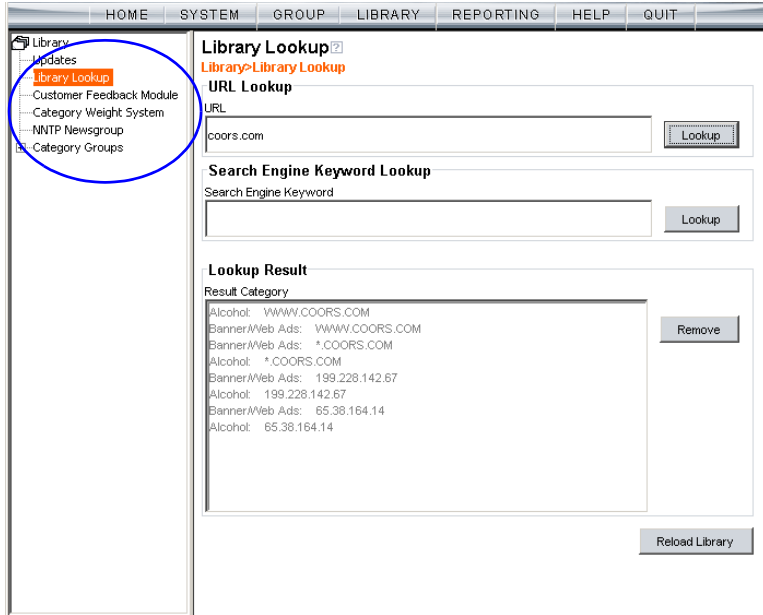 HOME SYSTEM GROUP LIBRARY REPORTING HELP QUIT
Library
Updates
Library Lookup
Customer Feedback Module
Category Weight System
NNTP Newsgroup
Category Groups
Library Lookup?
Library>Library Lookup
URL Lookup
URL
coors.com
Lookup
Search Engine Keyword Lookup
Search Engine Keyword
Lookup
Lookup Result
Result Category
Alcohol: WWW.COORS.COM
Banner/Web Ads: WWW.COORS.COM
Banner/Web Ads: *.COORS.COM
Alcohol: *.COORS.COM
Banner/Web Ads: 199.228.142.67
Alcohol: 199.228.142.67
Banner/Web Ads: 65.38.164.14
Alcohol: 65.38.164.14
Remove
Reload Library